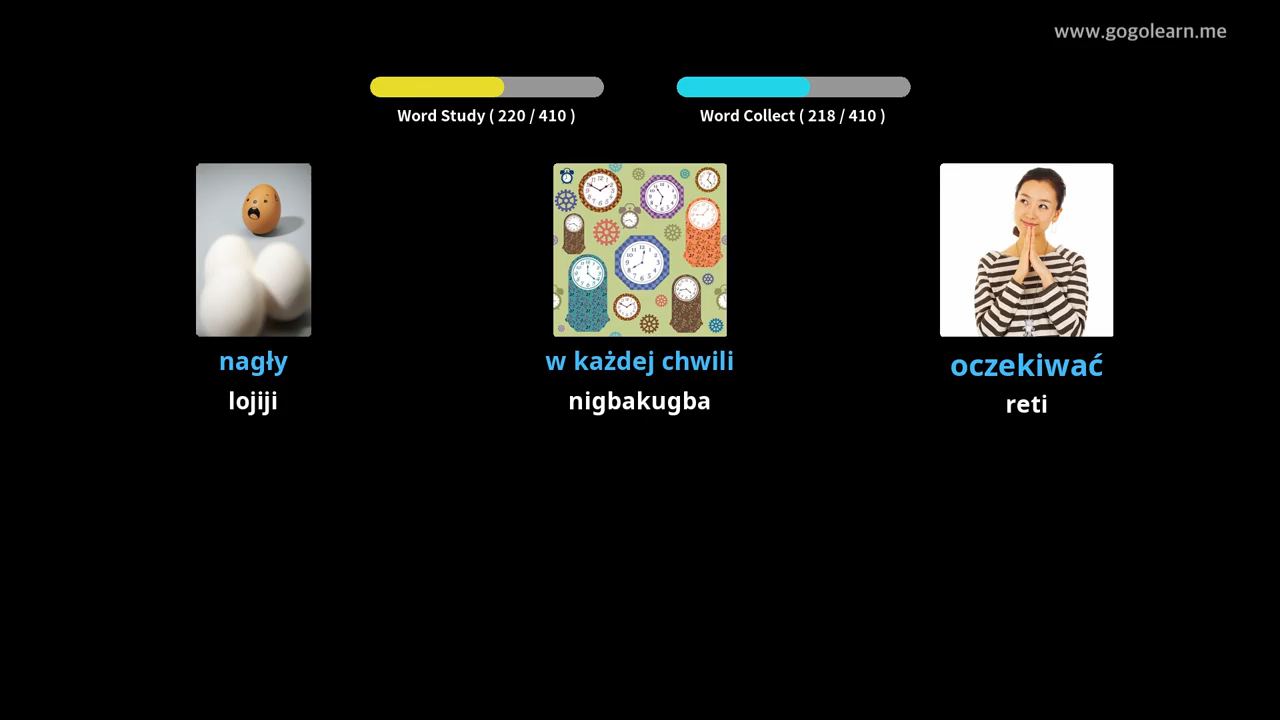 www.gogolearn.me
Word Study ( 220 / 410 )
Word Collect ( 218 / 410 )
nagły
w każdej chwili
oczekiwać
lojiji
nigbakugba
reti